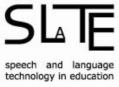 SLaTE
speech and language
technology in education